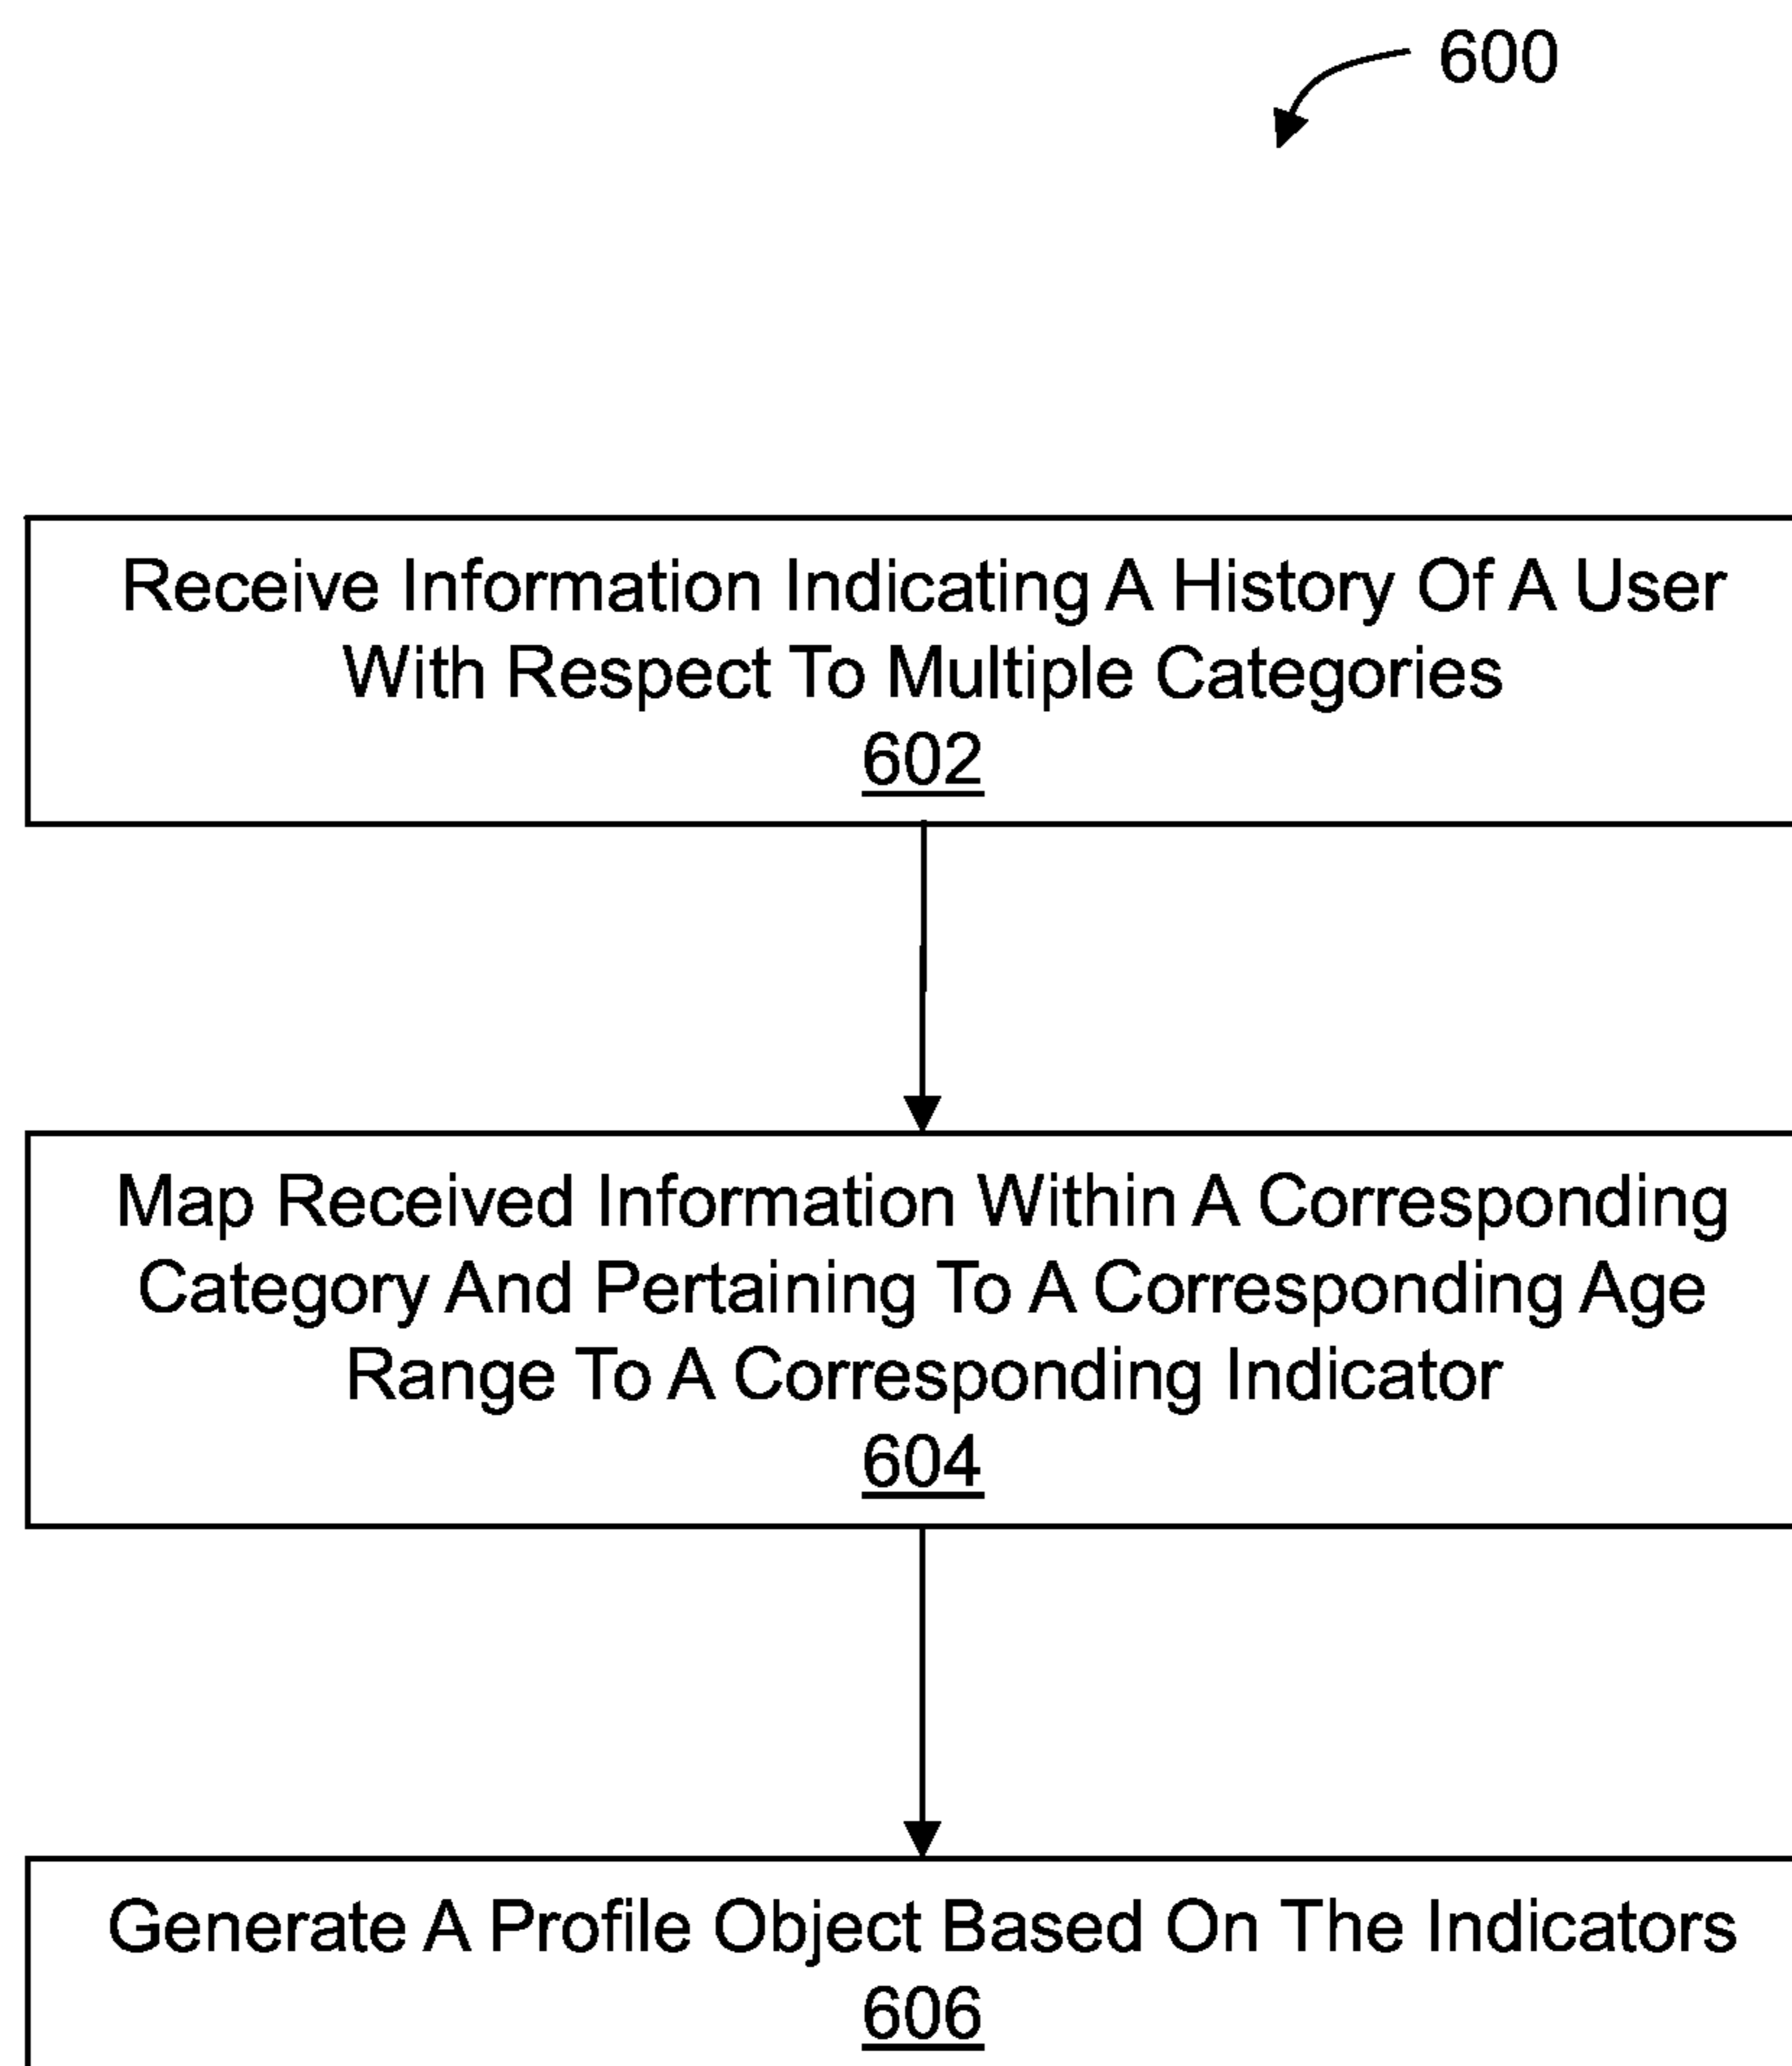 600
Receive Information Indicating A History Of A User
With Respect To Multiple Categories
602
Map Received Information Within A Corresponding
Category And Pertaining To A Corresponding Age
Range To A Corresponding Indicator
604
Generate A Profile Object Based On The Indicators
606